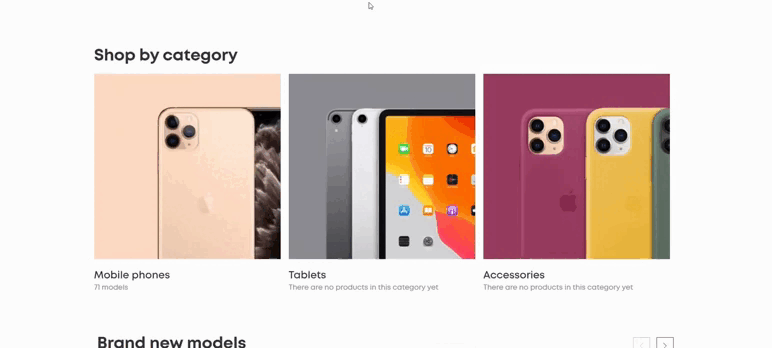 Shop by category
Mobile phones
71 models
Tablets
There are no products in this category yet
Accessories
There are no products in this category yet
Brand new models